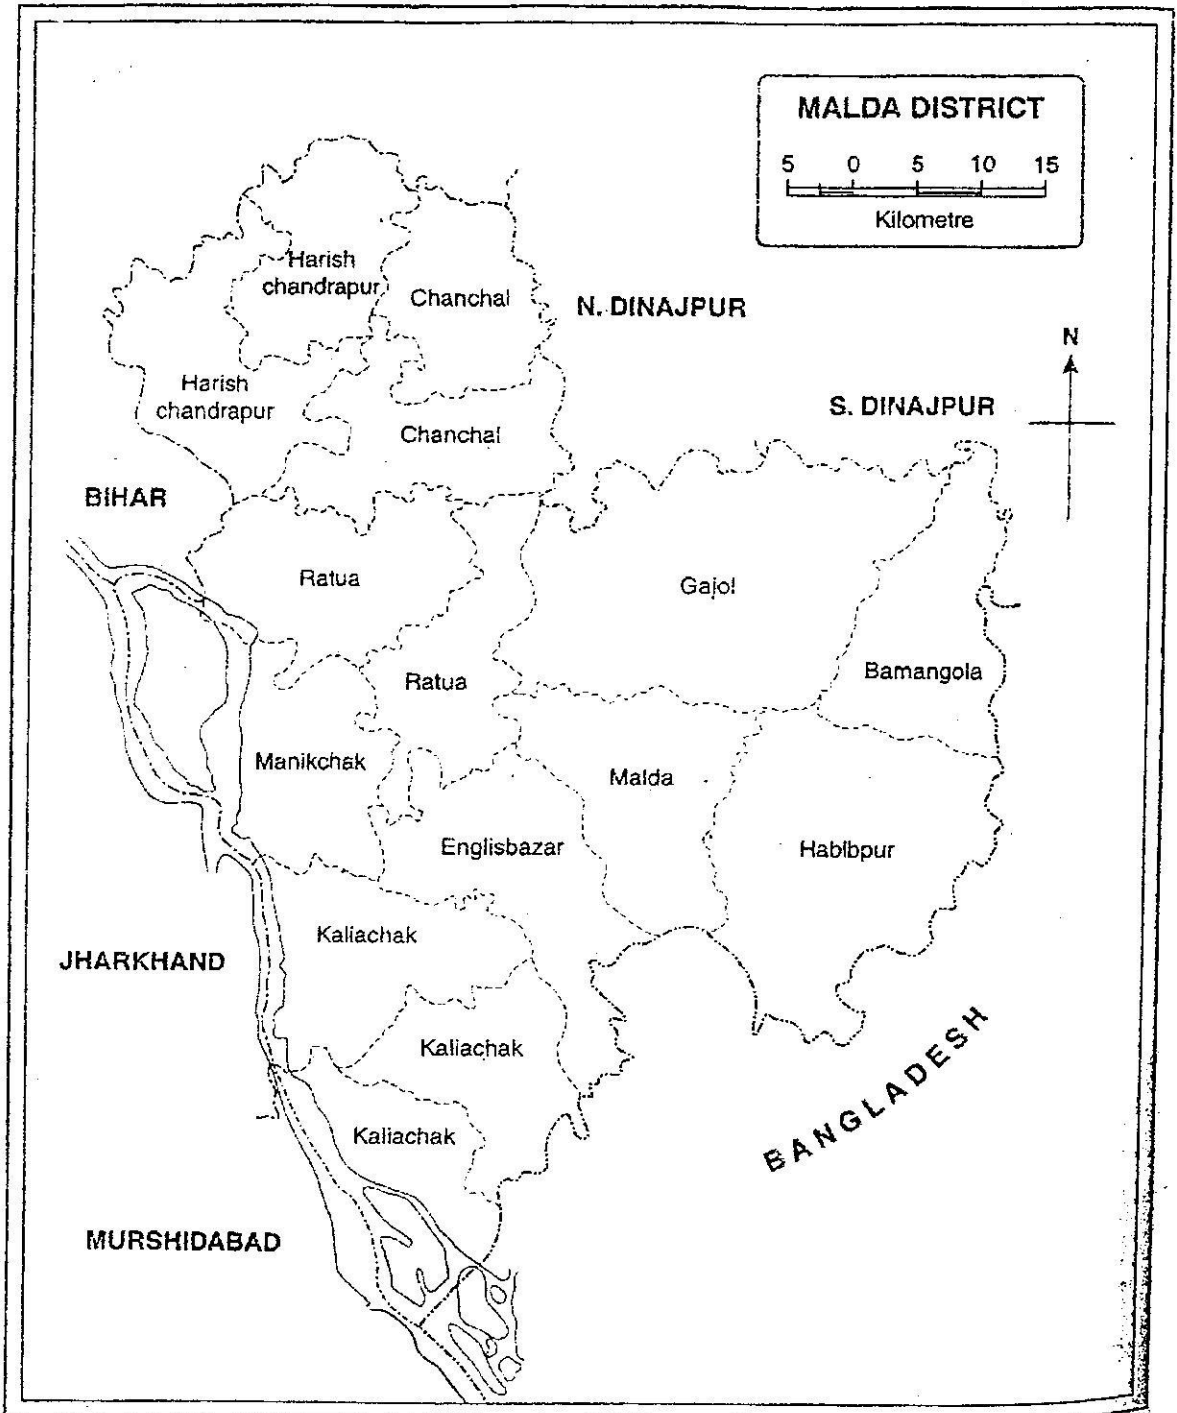 MALDA DISTRICT
5 0 5 10 15
Kilometre
Harish
chandrapur
Chanchal
N. DINAJPUR
N
Harish
chandrapur
S. DINAJPUR
Chanchal
BIHAR
Ratua
Gajol
Bamangola
Ratua
Manikchak
Malda
Englisbazar
Habibpur
Kaliachak
JHARKHAND
Kaliachak
BANGLADESH
Kaliachak
MURSHIDABAD